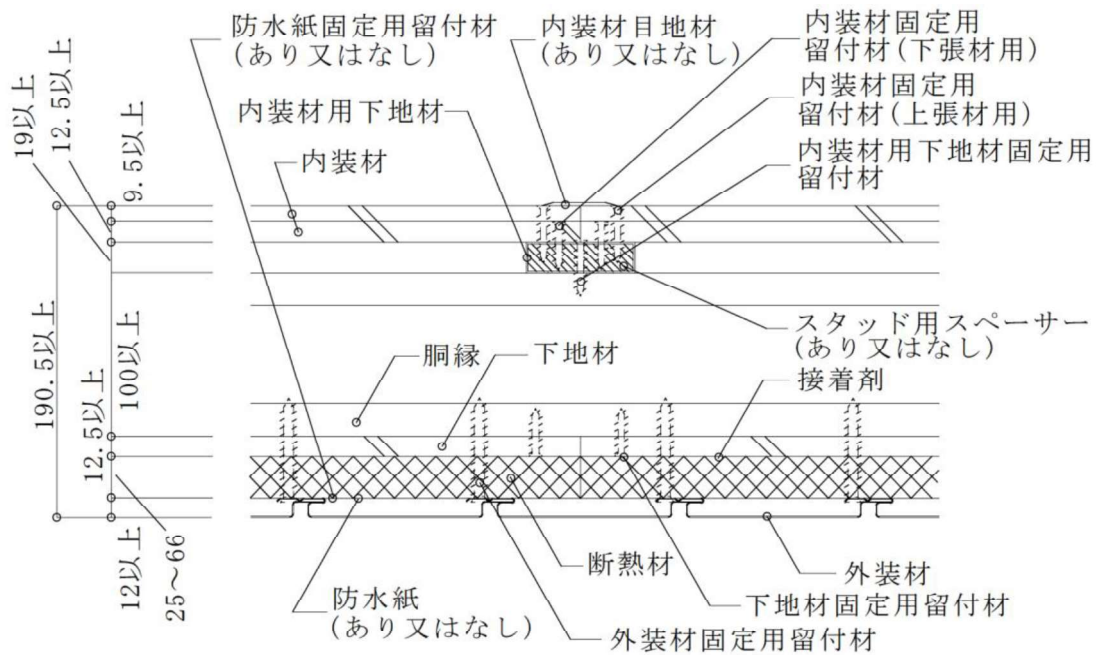 防水紙固定用留付材
(あり又はなし)
内装材目地材
(あり又はなし)
内装材固定用
留付材(下張材用)
内装材固定用
留付材(上張材用)
内装材用下地材
内装材用下地材固定用
留付材
内装材
19以上
12.5以上
9.5以上
190.5以上
100以上
12.5以上
12以上
25～66
スタッド用スペーサー
(あり又はなし)
胴縁
下地材
接着剤
断熱材
外装材
防水紙
(あり又はなし)
下地材固定用留付材
外装材固定用留付材